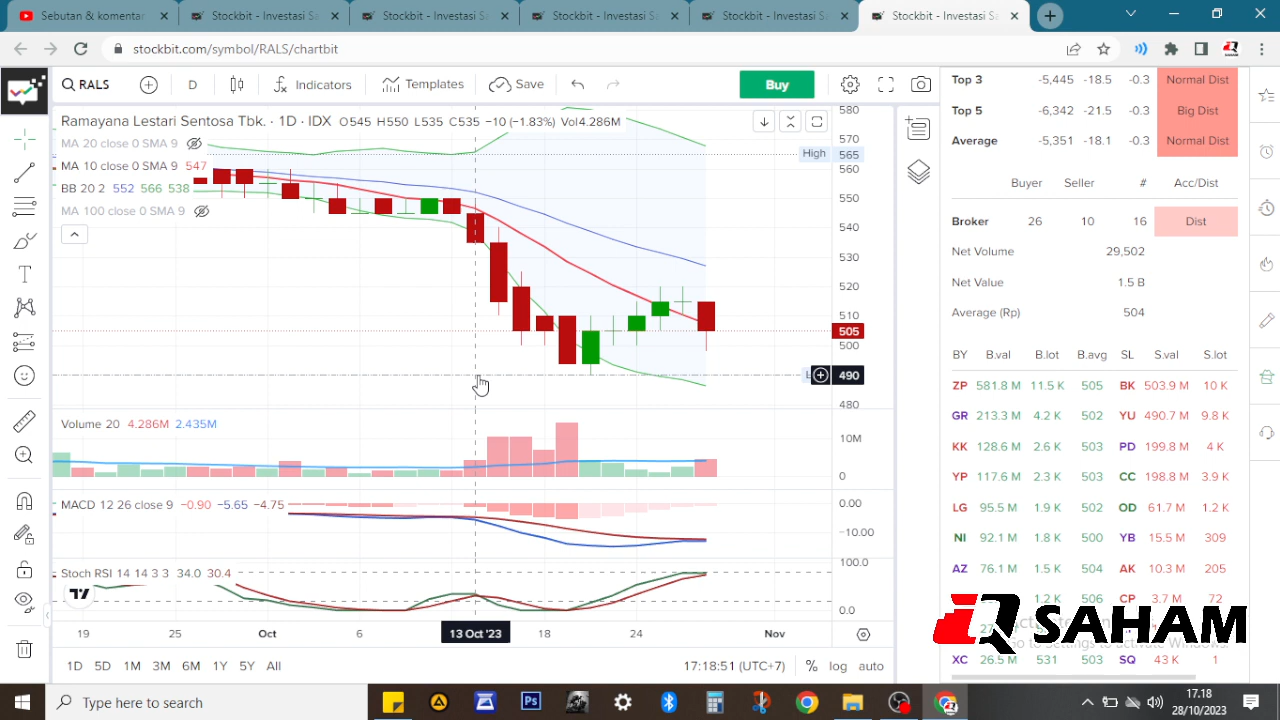 Sebutan & komentar × Stockbit - Investasi S × Stockbit - Investasi S × Stockbit - Investasi S × Stockbit - Investasi S × Stockbit - Investasi S ×
stockbit.com/symbol/RALS/chartbit
RALS D Indicators Templates Save Buy
Ramayana Lestari Sentosa Tbk. · 1D · IDX O545 H550 L535 C535 −10 (−1.83%) Vol4.286M
MA 20 close 0 SMA 9
MA 10 close 0 SMA 9 547
BB 20 2 552 566 538
MA 100 close 0 SMA 9
580
570
High 565
560
550
540
530
520
510
505
500
490
480
Volume 20 4.286M 2.435M
10M
0
MACD 12 26 close 9 −0.90 −5.65 −4.75
0.00
−10.00
Stoch RSI 14 14 3 3 34.0 30.4
100.0
0.0
19 25 Oct 6 13 Oct '23 18 24 Nov
1D 5D 1M 3M 6M 1Y 5Y All 17:18:51 (UTC+7) % log auto
Top 3 -5,445 -18.5 -0.3 Normal Dist
Top 5 -6,342 -21.5 -0.3 Big Dist
Average -5,351 -18.1 -0.3 Normal Dist
Buyer Seller # Acc/Dist
Broker 26 10 16 Dist
Net Volume 29,502
Net Value 1.5 B
Average (Rp) 504
BY B.val B.lot B.avg SL S.val S.lot
ZP 581.8 M 11.5 K 505 BK 503.9 M 10 K
GR 213.3 M 4.2 K 502 YU 490.7 M 9.8 K
KK 128.6 M 2.6 K 503 PD 199.8 M 4 K
YP 117.6 M 2.3 K 503 CC 198.8 M 3.9 K
LG 95.5 M 1.9 K 502 OD 61.7 M 1.2 K
NI 92.1 M 1.8 K 500 YB 15.5 M 309
AZ 76.1 M 1.5 K 504 AK 10.3 M 205
506 CP 3.7 M 72
SAHAM
Go to Settings to activate Windows.
XC 26.5 M 531 503 SQ 43 K 1
Type here to search
17.18
28/10/2023